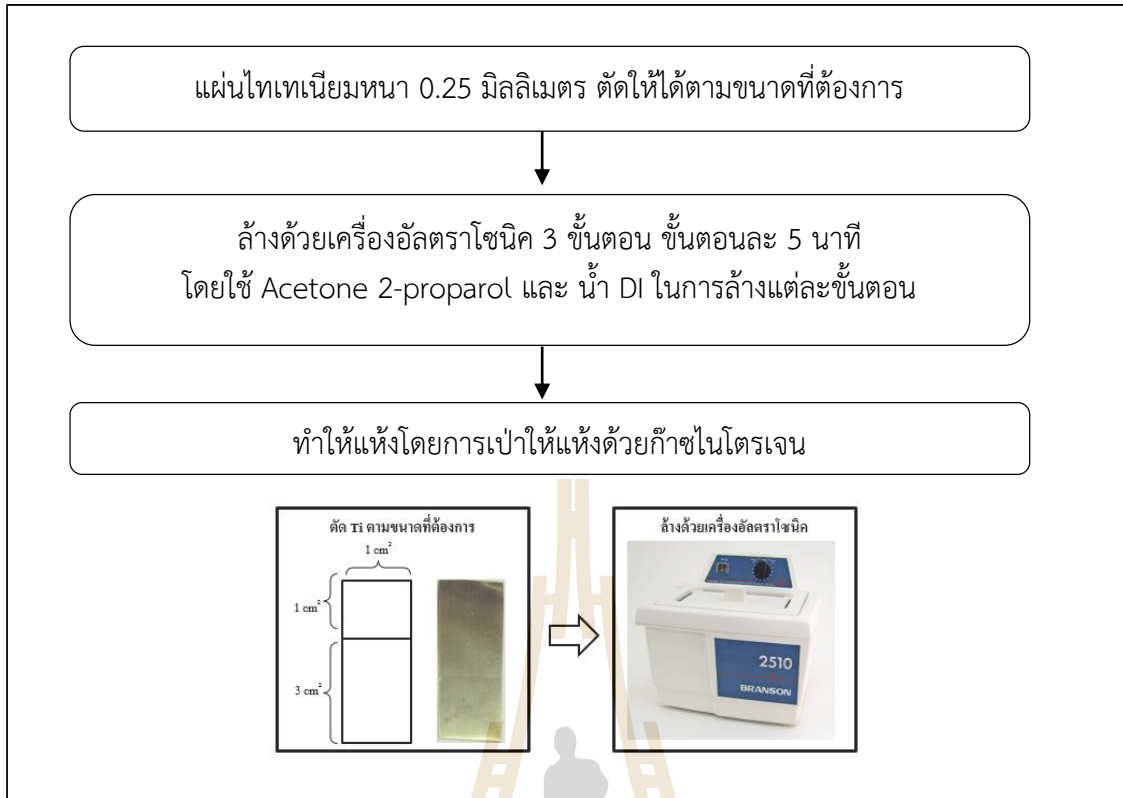 แผ่นไทเทเนียมหนา 0.25 มิลลิเมตร ตัดให้ได้ตามขนาดที่ต้องการ
ล้างด้วยเครื่องอัลตราโซนิค 3 ขั้นตอน ขั้นตอนละ 5 นาที
โดยใช้ Acetone 2-proparol และ น้ำ DI ในการล้างแต่ละขั้นตอน
ทำให้แห้งโดยการเป่าให้แห้งด้วยก๊าซไนโตรเจน
ตัด Ti ตามขนาดที่ต้องการ
1 cm²
1 cm²
3 cm²
ล้างด้วยเครื่องอัลตราโซนิค
2510
BRANSON